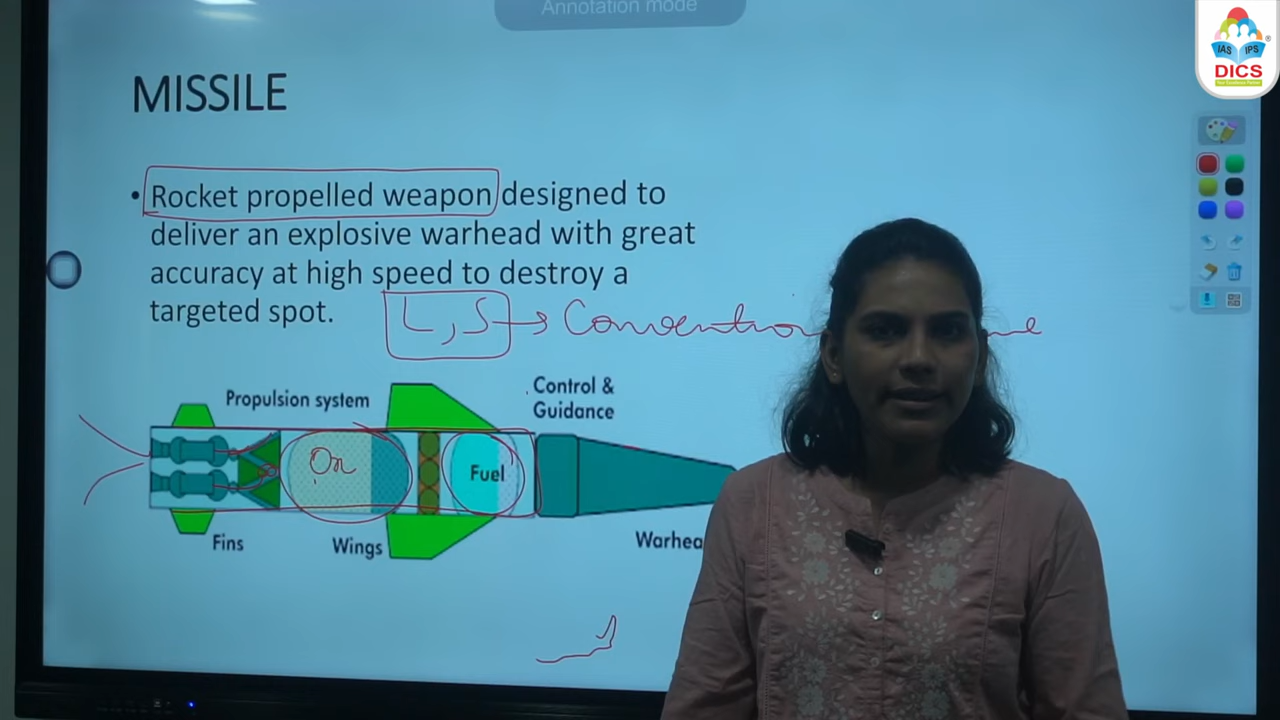 Annotation mode
IAS IPS
DICS
MISSILE
• Rocket propelled weapon designed to
deliver an explosive warhead with great
accuracy at high speed to destroy a
targeted spot.
L, S →
Propulsion system
Control &
Guidance
Ox
Fuel
Fins
Wings